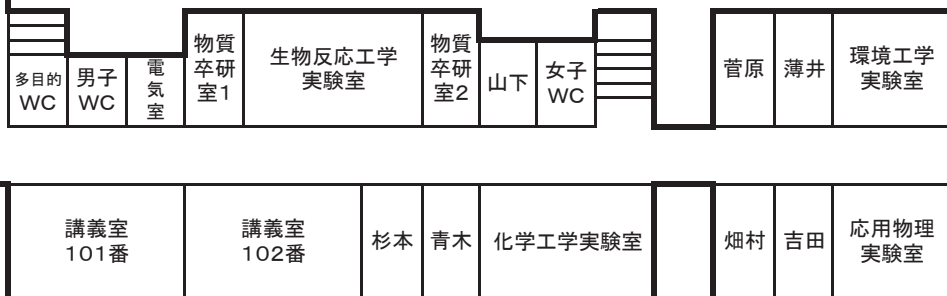 多目的
WC
男子
WC
電
気
室
物質
卒研
室1
生物反応工学
実験室
物質
卒研
室2
山下
女子
WC
菅原
薄井
環境工学
実験室
講義室
101番
講義室
102番
杉本
青木
化学工学実験室
畑村
吉田
応用物理
実験室